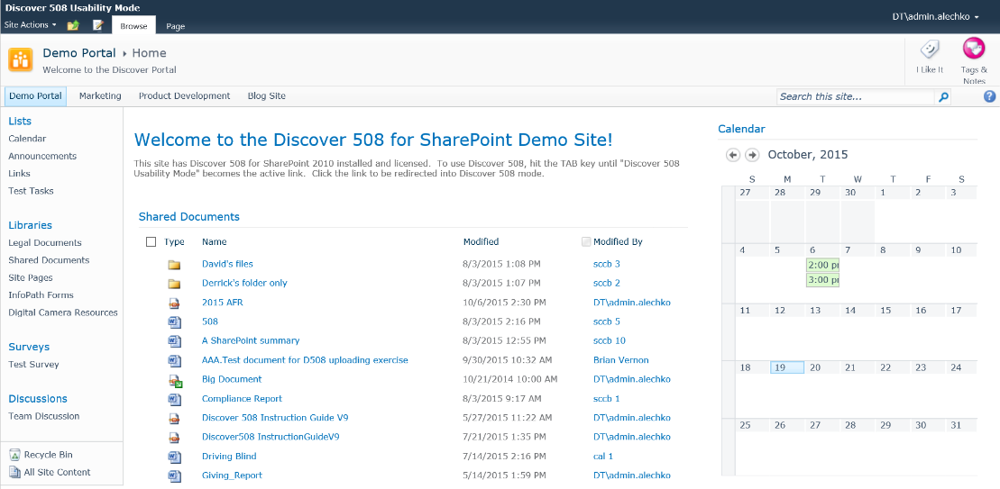 Discover 508 Usability Mode
DT\admin.alechko
Site Actions
Browse
Page
Demo Portal
Home
Welcome to the Discover Portal
I Like It
Tags &
Notes
Demo Portal
Marketing
Product Development
Blog Site
Search this site...
Lists
Calendar
Announcements
Links
Test Tasks
Libraries
Legal Documents
Shared Documents
Site Pages
InfoPath Forms
Digital Camera Resources
Surveys
Test Survey
Discussions
Team Discussion
Recycle Bin
All Site Content
Welcome to the Discover 508 for SharePoint Demo Site!
This site has Discover 508 for SharePoint 2010 installed and licensed. To use Discover 508, hit the TAB key until "Discover 508
Usability Mode" becomes the active link. Click the link to be redirected into Discover 508 mode.
Shared Documents
Type Name Modified Modified By
David's files 8/3/2015 1:08 PM sccb 3
Derrick's folder only 8/3/2015 1:07 PM sccb 2
2015 AFR 10/6/2015 2:30 PM DT\admin.alechko
508 8/3/2015 2:16 PM sccb 5
A SharePoint summary 8/3/2015 12:55 PM sccb 10
AAA.Test document for D508 uploading exercise 9/30/2015 10:32 AM Brian Vernon
Big Document 10/21/2014 10:00 AM DT\admin.alechko
Compliance Report 8/3/2015 9:17 AM sccb 1
Discover 508 Instruction Guide V9 5/27/2015 11:22 AM DT\admin.alechko
Discover508 InstructionGuideV9 7/21/2015 1:35 PM DT\admin.alechko
Driving Blind 7/14/2015 2:16 PM cal 1
Giving_Report 5/14/2015 1:59 PM DT\admin.alechko
Calendar
October, 2015
S M T W T F S
27 28 29 30 1 2 3
4 5 6 7 8 9 10
2:00 p
3:00 p
11 12 13 14 15 16 17
18 19 20 21 22 23 24
25 26 27 28 29 30 31